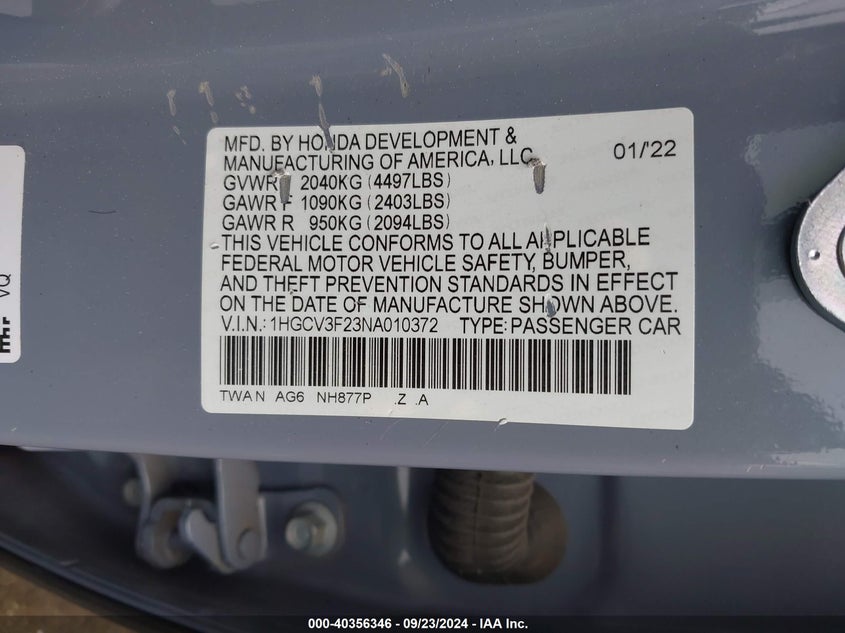 MFD. BY HONDA DEVELOPMENT &
MANUFACTURING OF AMERICA, LLC. 01/'22
GVWR 2040KG (4497LBS)
GAWR F 1090KG (2403LBS)
GAWR R 950KG (2094LBS)
THIS VEHICLE CONFORMS TO ALL APPLICABLE
FEDERAL MOTOR VEHICLE SAFETY, BUMPER,
AND THEFT PREVENTION STANDARDS IN EFFECT
ON THE DATE OF MANUFACTURE SHOWN ABOVE.
V.I.N.: 1HGCV3F23NA010372 TYPE: PASSENGER CAR
TWA N AG6 NH877P .Z .A
VQ
000-40356346 - 09/23/2024 - IAA Inc.